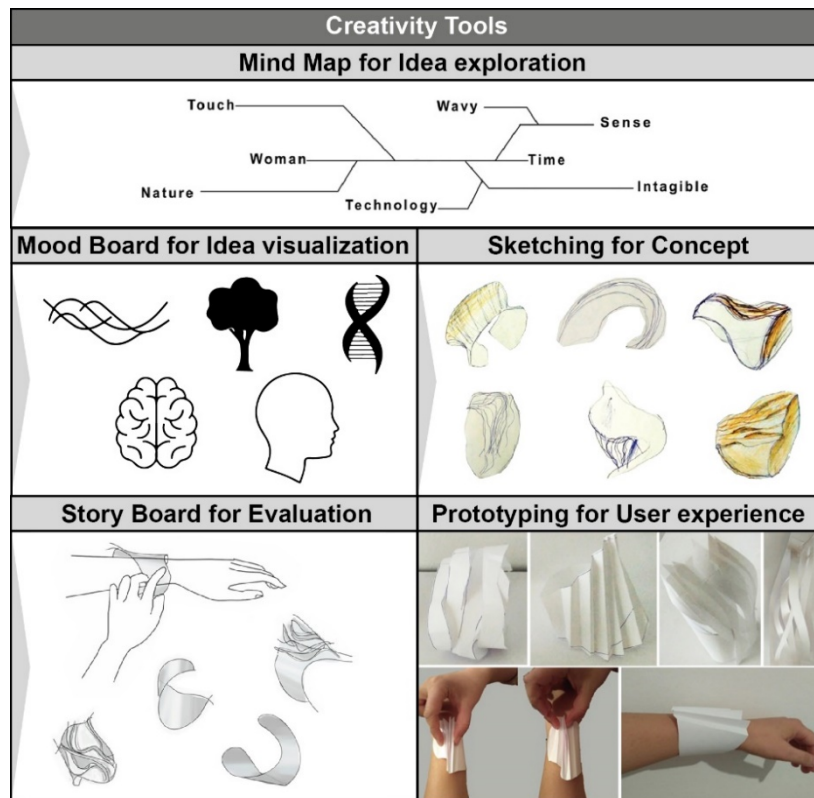 Creativity Tools
Mind Map for Idea exploration
Touch
Wavy
Sense
Woman
Time
Nature
Intagible
Technology
Mood Board for Idea visualization
Sketching for Concept
Story Board for Evaluation
Prototyping for User experience